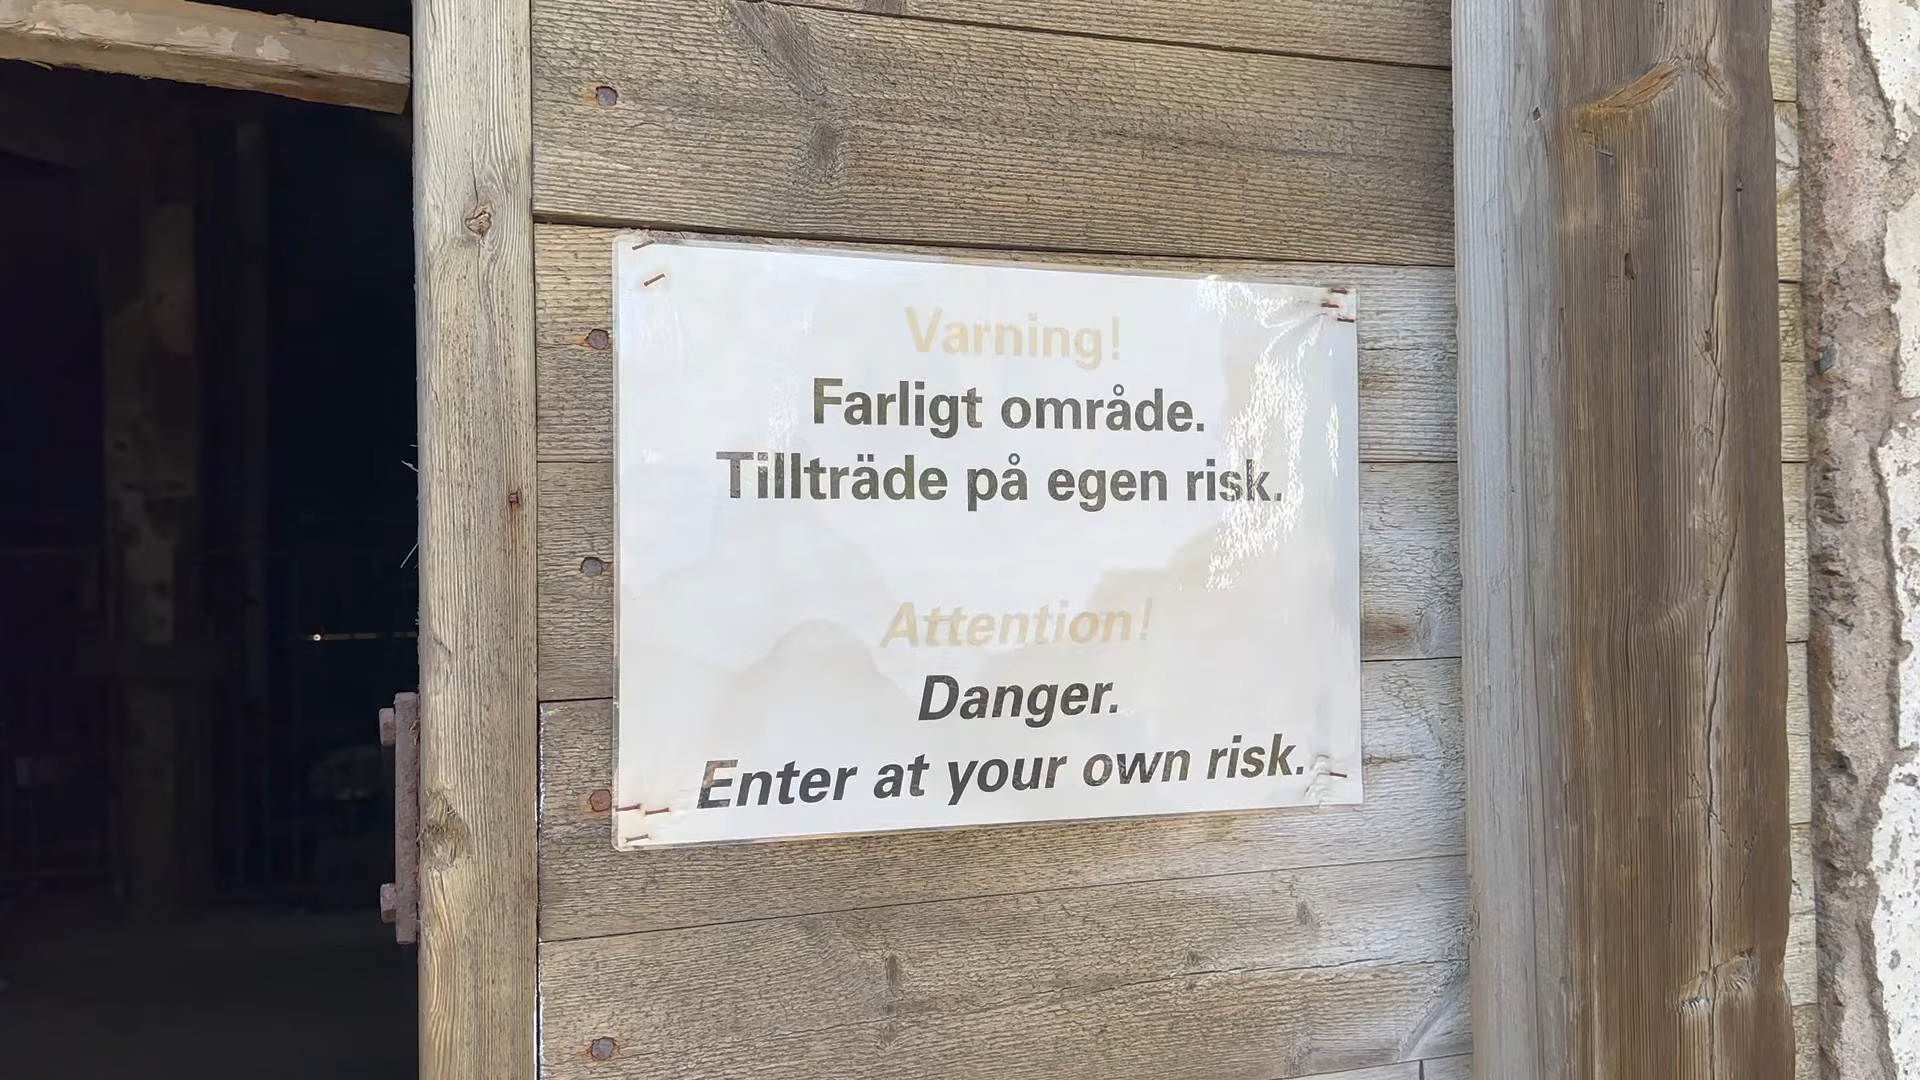 Varning!
Farligt område.
Tillträde på egen risk.
Attention!
Danger.
Enter at your own risk.